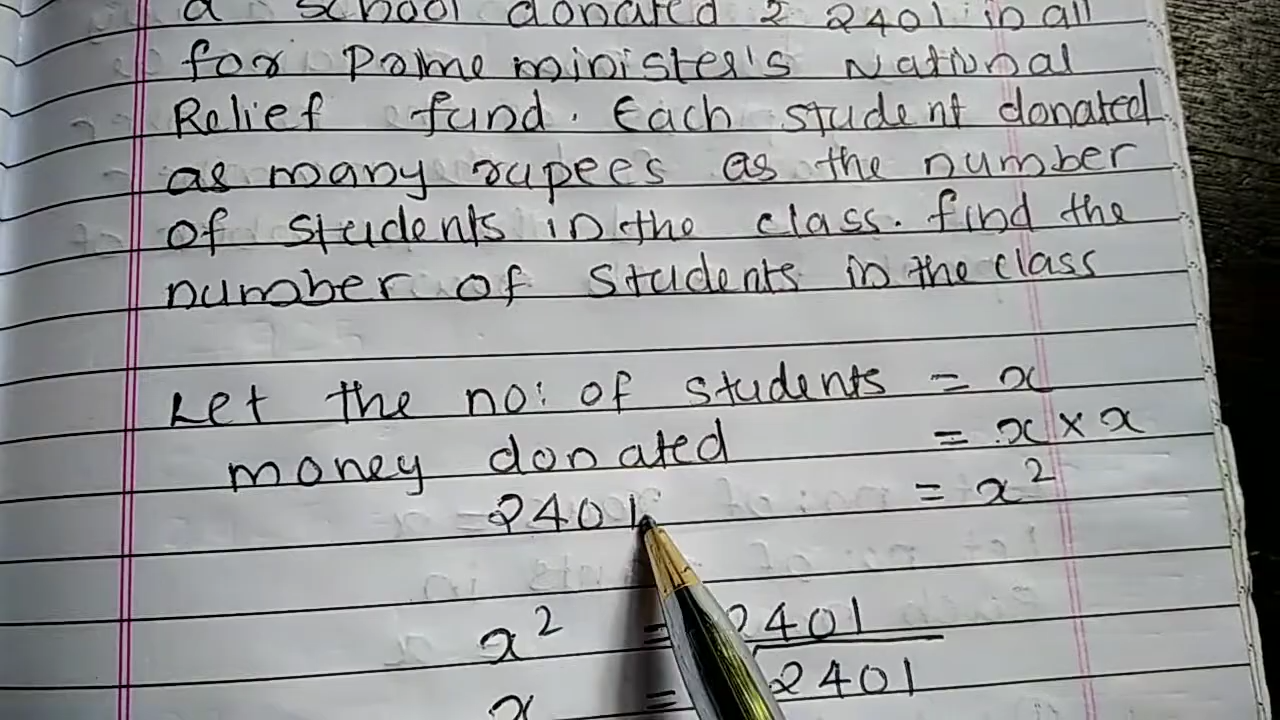 a school donated ₹ 2401 in all
for Prime minister's National
Relief fund. Each student donated
as many rupees as the number
of students in the class. find the
number of students in the class
Let the no: of students = x
money donated = x × x
2401 = x²
x² = 2401
x = √2401